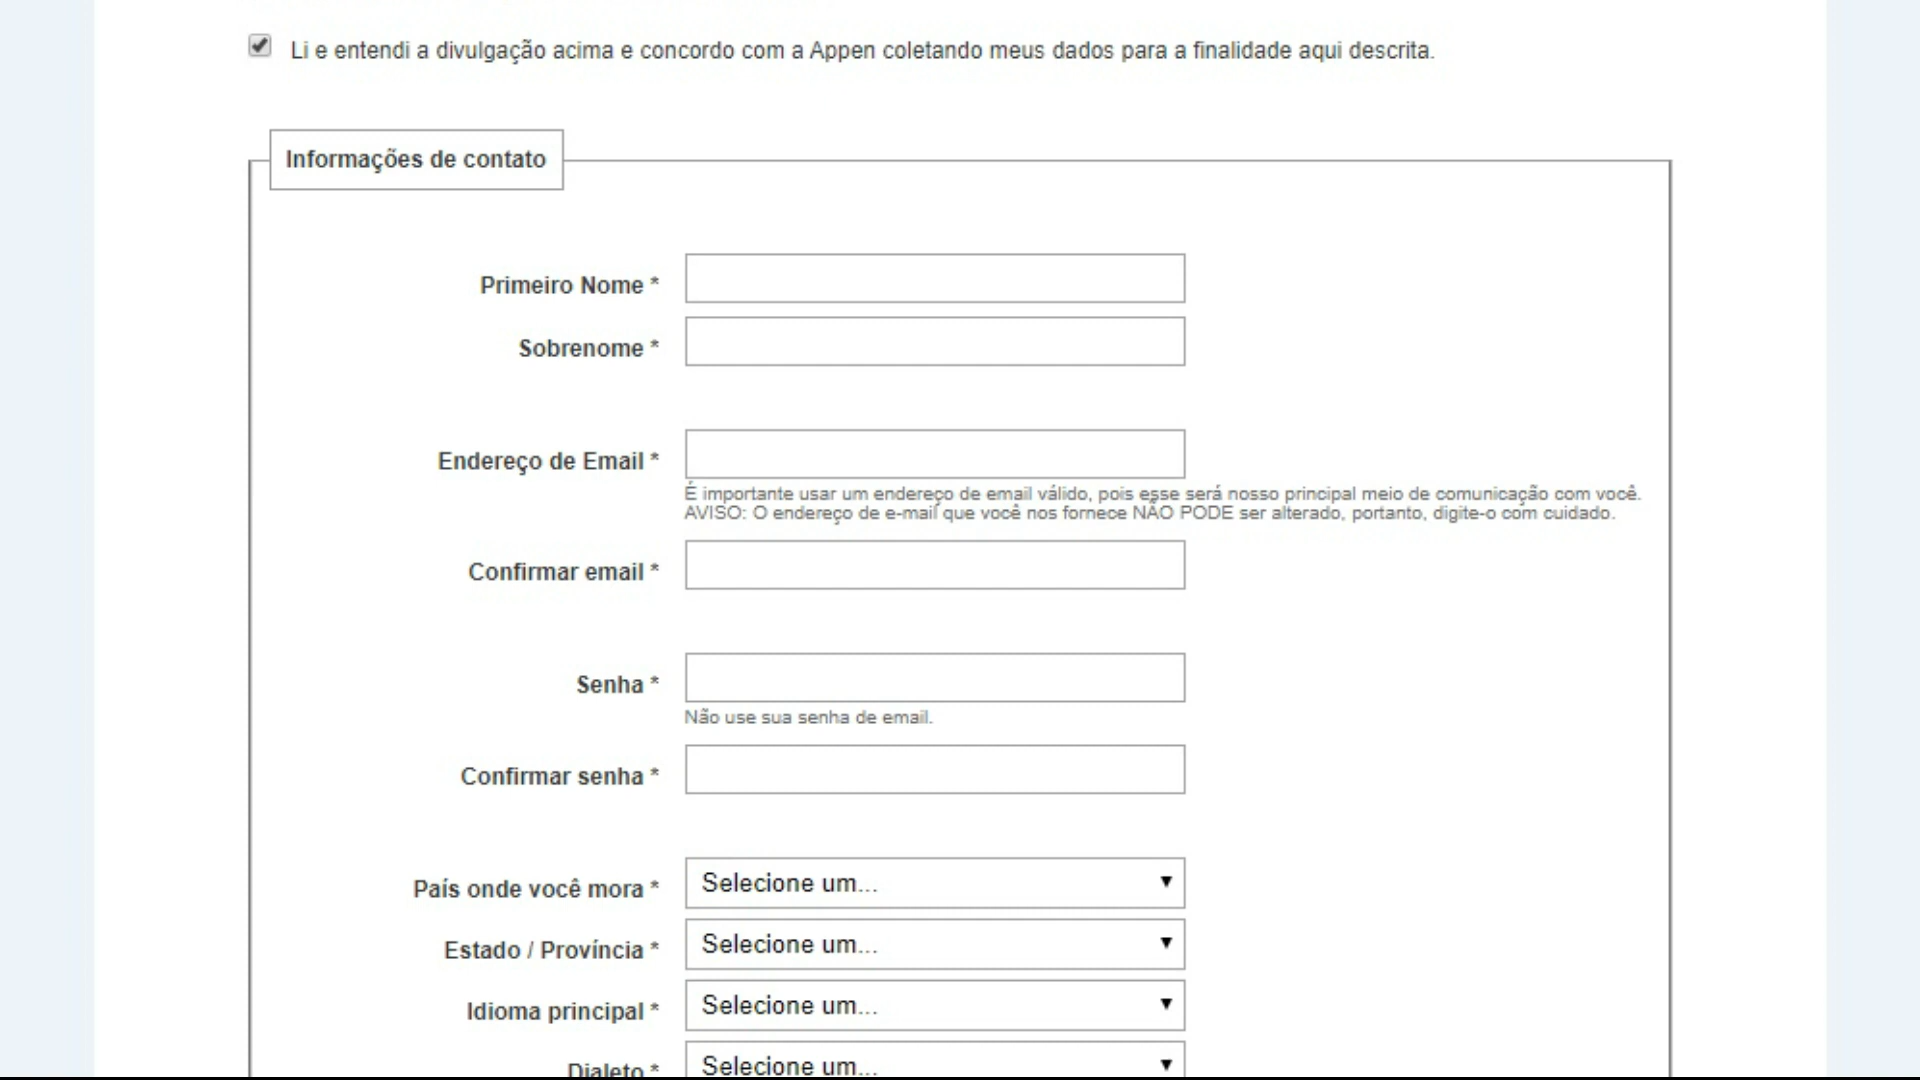 Li e entendi a divulgação acima e concordo com a Appen coletando meus dados para a finalidade aqui descrita.
Informações de contato
Primeiro Nome *
Sobrenome *
Endereço de Email *
É importante usar um endereço de email válido, pois esse será nosso principal meio de comunicação com você.
AVISO: O endereço de e-mail que você nos fornece NÃO PODE ser alterado, portanto, digite-o com cuidado.
Confirmar email *
Senha *
Não use sua senha de email.
Confirmar senha *
País onde você mora * Selecione um...
Estado / Província * Selecione um...
Idioma principal * Selecione um...
Dialeto * Selecione um...